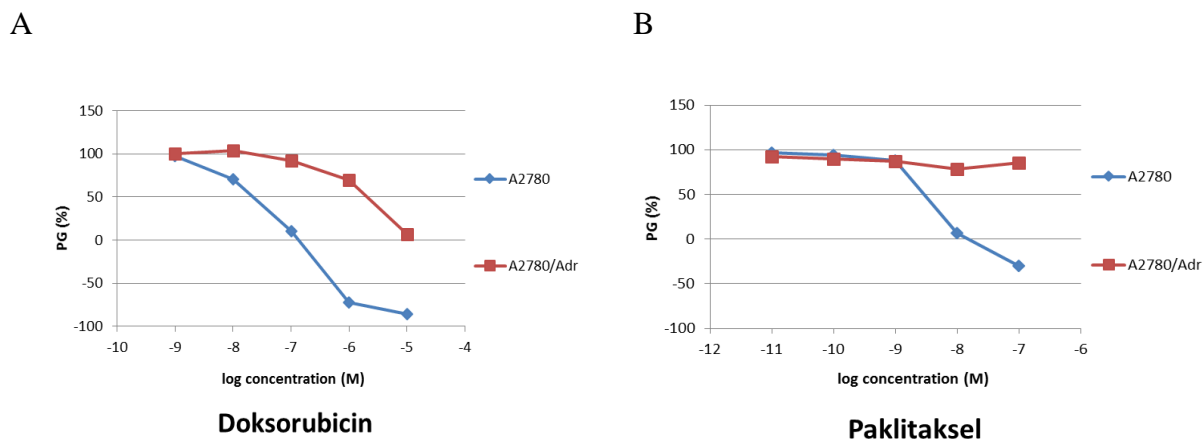 A
150
100
50
0
-50
-100
PG (%)
-10 -9 -8 -7 -6 -5 -4
log concentration (M)
A2780
A2780/Adr
Doksorubicin
B
150
100
50
0
-50
-100
PG (%)
-12 -11 -10 -9 -8 -7 -6
log concentration (M)
A2780
A2780/Adr
Paklitaksel